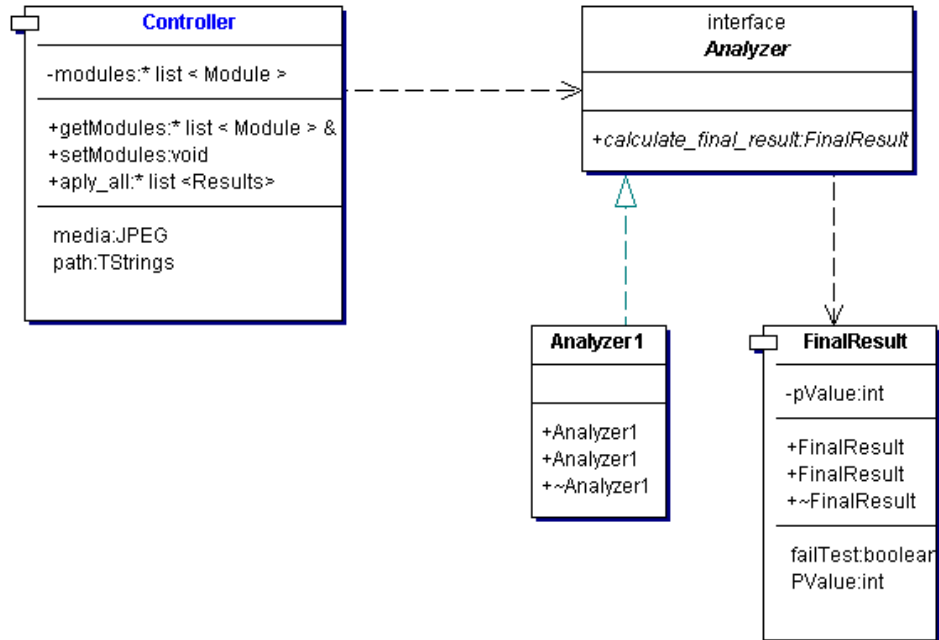 Controller
-modules:* list < Module >
+getModules:* list < Module > &
+setModules:void
+aply_all:* list <Results>
media:JPEG
path:TStrings
interface
Analyzer
+calculate_final_result:FinalResult
Analyzer1
+Analyzer1
+Analyzer1
+~Analyzer1
FinalResult
-pValue:int
+FinalResult
+FinalResult
+~FinalResult
failTest:boolean
PValue:int